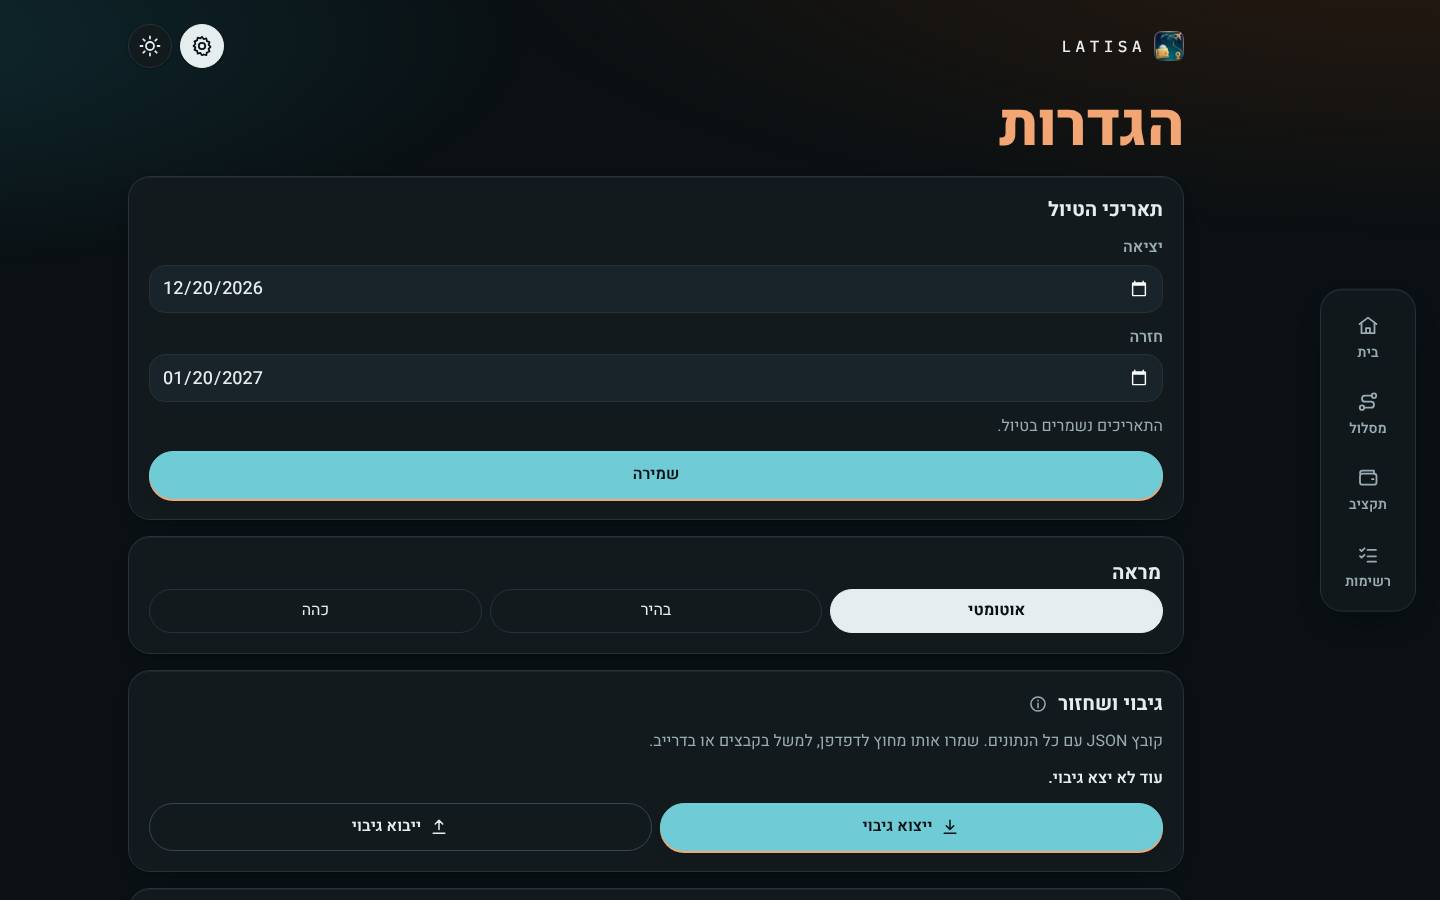 LATISA
הגדרות
תאריכי הטיול
יציאה
12/20/2026
חזרה
01/20/2027
התאריכים נשמרים בטיול.
שמירה
מראה
אוטומטי
בהיר
כהה
גיבוי ושחזור
קובץ JSON עם כל הנתונים. שמרו אותו מחוץ לדפדפן, למשל בקבצים או בדרייב.
עוד לא יצא גיבוי.
ייצוא גיבוי
ייבוא גיבוי
בית
מסלול
תקציב
רשימות